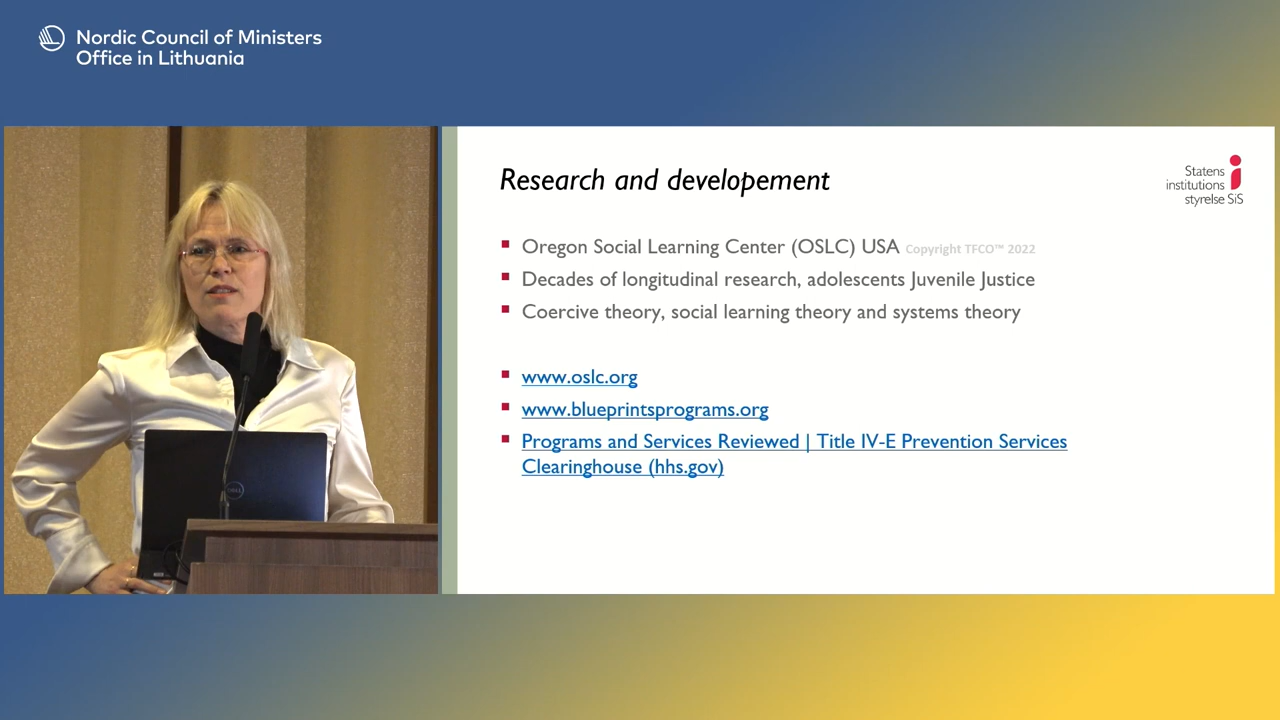 Nordic Council of Ministers
Office in Lithuania
Research and developement
Statens
institutions
styrelse SiS
Oregon Social Learning Center (OSLC) USA Copyright TFCO™ 2022
Decades of longitudinal research, adolescents Juvenile Justice
Coercive theory, social learning theory and systems theory
www.oslc.org
www.blueprintsprograms.org
Programs and Services Reviewed | Title IV-E Prevention Services
Clearinghouse (hhs.gov)
DELL